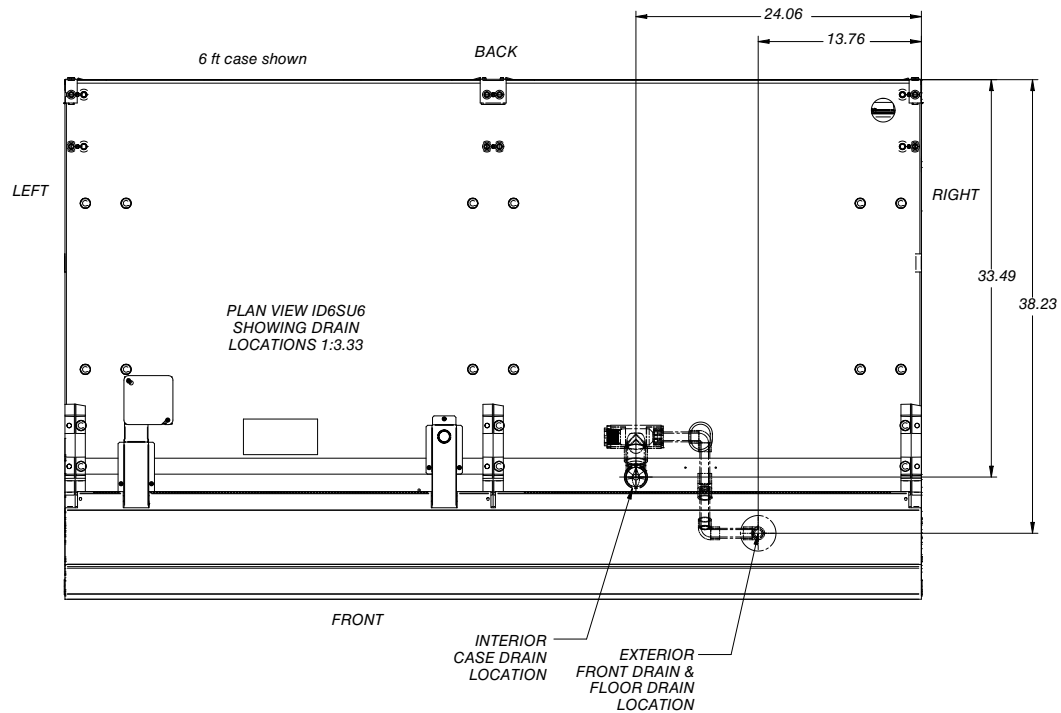 24.06
13.76
6 ft case shown
BACK
LEFT
RIGHT
33.49
38.23
PLAN VIEW ID6SU6
SHOWING DRAIN
LOCATIONS 1:3.33
FRONT
INTERIOR
CASE DRAIN
LOCATION
EXTERIOR
FRONT DRAIN &
FLOOR DRAIN
LOCATION